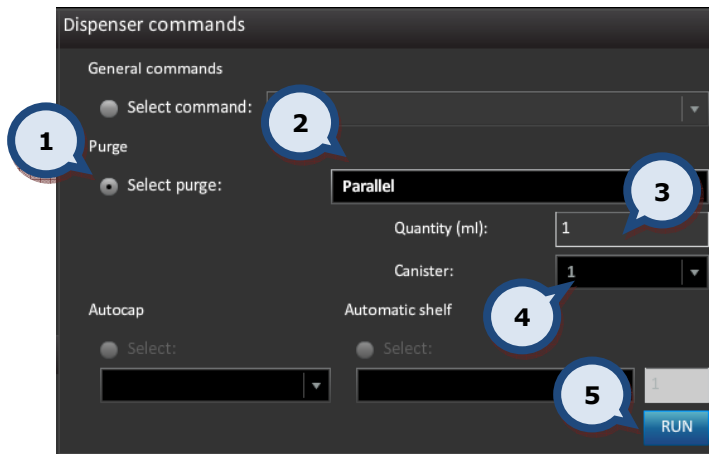 Dispenser commands
General commands
Select command:
2
1
Purge
Select purge:
Parallel
3
Quantity (ml):
1
Canister:
1
Autocap
Automatic shelf
4
Select:
Select:
5
1
RUN